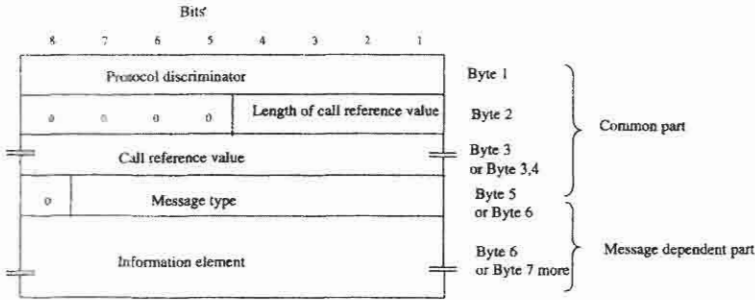 Bits
8 7 6 5 4 3 2 1
Protocol discriminator
Byte 1
0 0 0 0 Length of call reference value
Byte 2
Common part
Call reference value
Byte 3
or Byte 3,4
0 Message type
Byte 5
or Byte 6
Information element
Byte 6
or Byte 7 more
Message dependent part